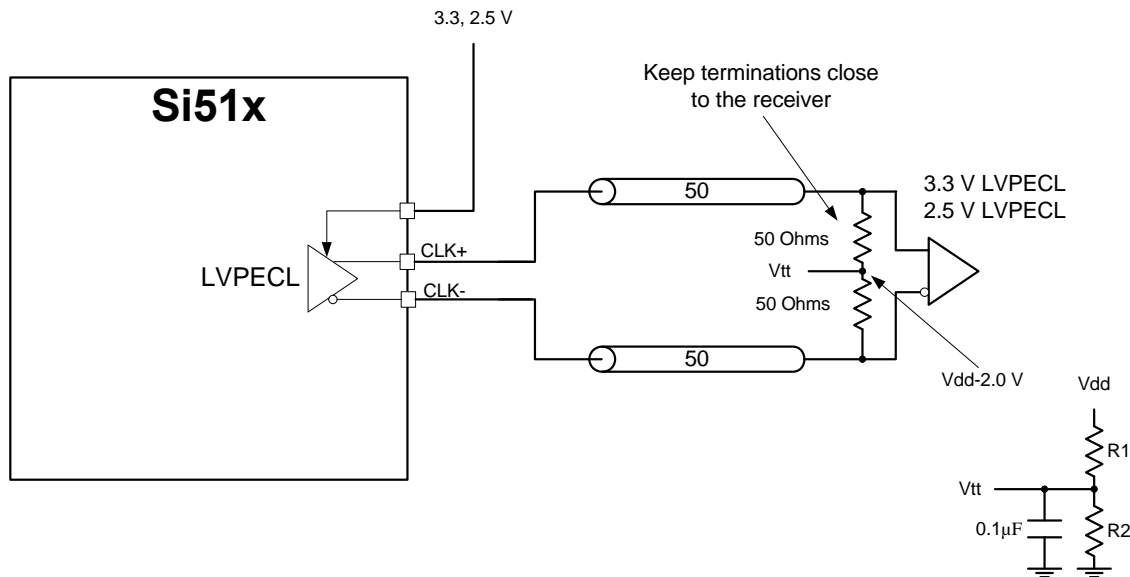 3.3, 2.5 V
Si51x
Keep terminations close
to the receiver
50
3.3 V LVPECL
2.5 V LVPECL
50 Ohms
CLK+
LVPECL
Vtt
CLK-
50 Ohms
50
Vdd-2.0 V
Vdd
R1
Vtt
0.1µF
R2